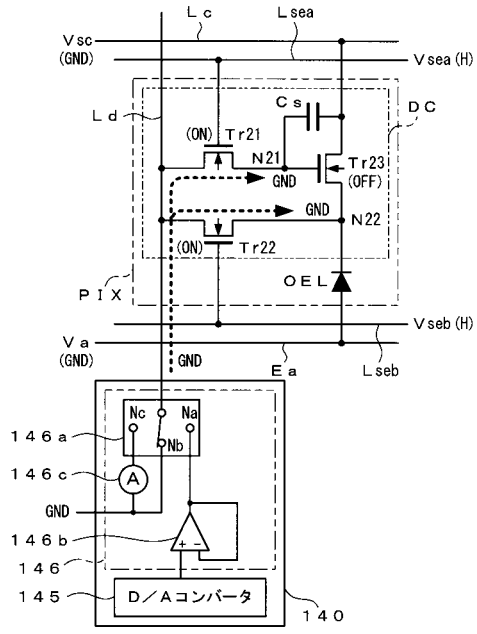 Lc
Lsea
Vsc
(GND)
Vsea(H)
Ld
Cs
DC
(ON) Tr21
N21
GND
Tr23
(OFF)
GND
N22
(ON) Tr22
OEL
PIX
Vseb(H)
Va
(GND)
GND
Ea
Lseb
Nc
Na
146a
Nb
146c
A
GND
146b
+ -
146
145
D/Aコンバータ
140